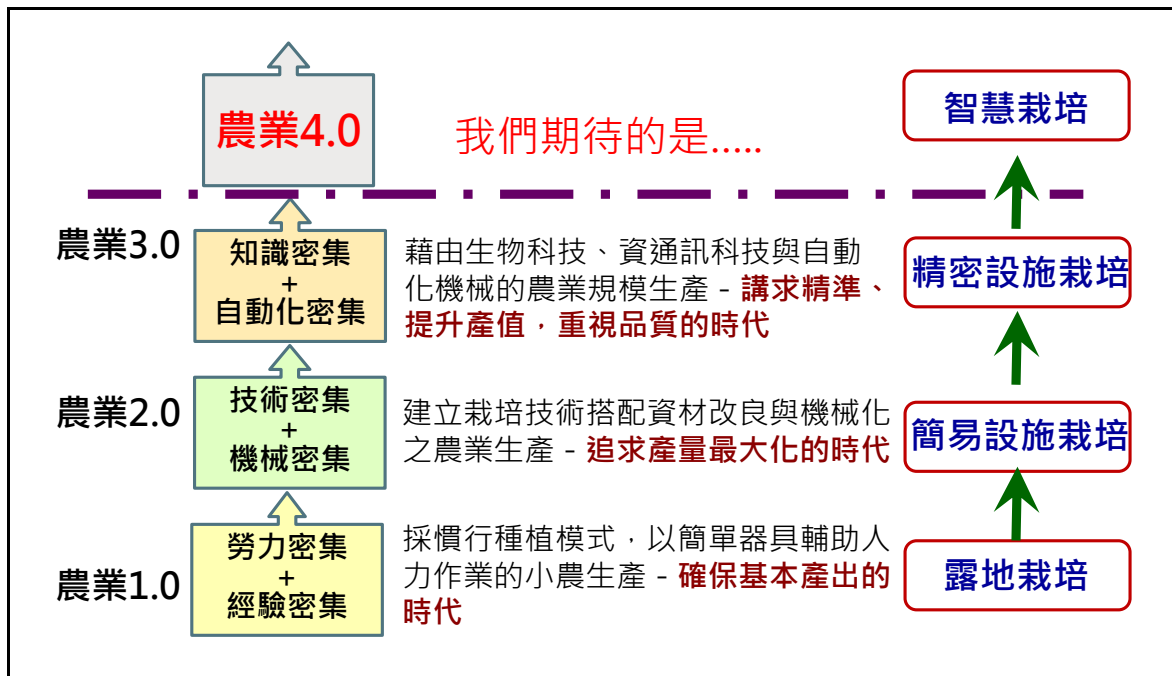 農業4.0
我們期待的是.....
智慧栽培
農業3.0
知識密集
+
自動化密集
藉由生物科技、資通訊科技與自動
化機械的農業規模生產 - 講求精準、
提升產值，重視品質的時代
精密設施栽培
農業2.0
技術密集
+
機械密集
建立栽培技術搭配資材改良與機械化
之農業生產 - 追求產量最大化的時代
簡易設施栽培
農業1.0
勞力密集
+
經驗密集
採慣行種植模式，以簡單器具輔助人
力作業的小農生產 - 確保基本產出的
時代
露地栽培